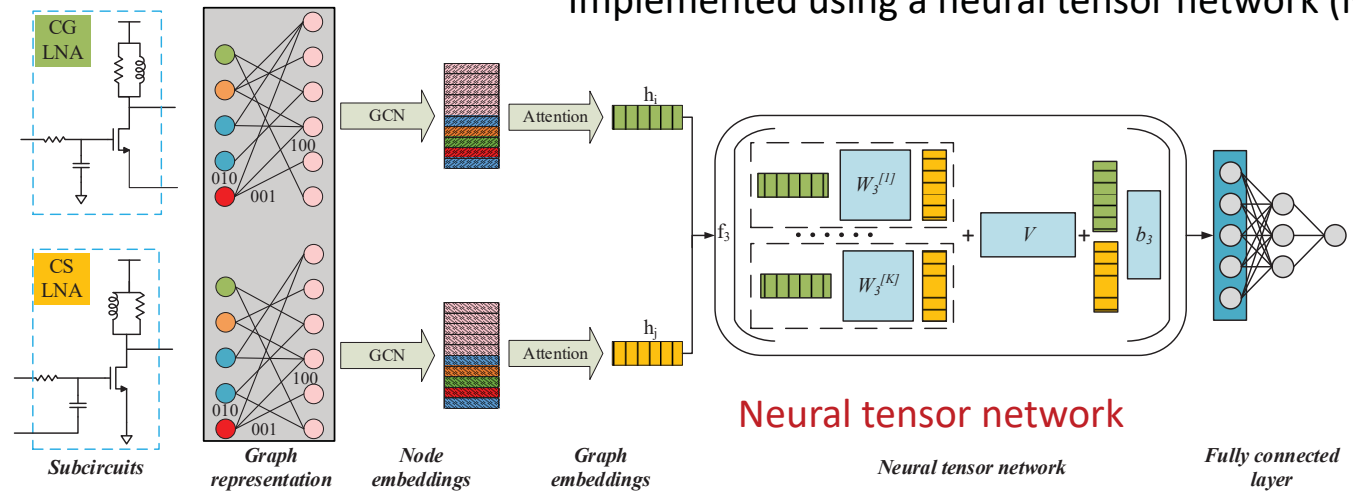 Implemented using a neural tensor network (
CG
LNA
100
010
001
GCN
Attention
h_i
CS
LNA
100
010
001
GCN
Attention
h_j
f_3
W_3^[1]
· · · · · ·
W_3^[K]
+
V
+
b_3
Neural tensor network
Subcircuits
Graph
representation
Node
embeddings
Graph
embeddings
Neural tensor network
Fully connected
layer